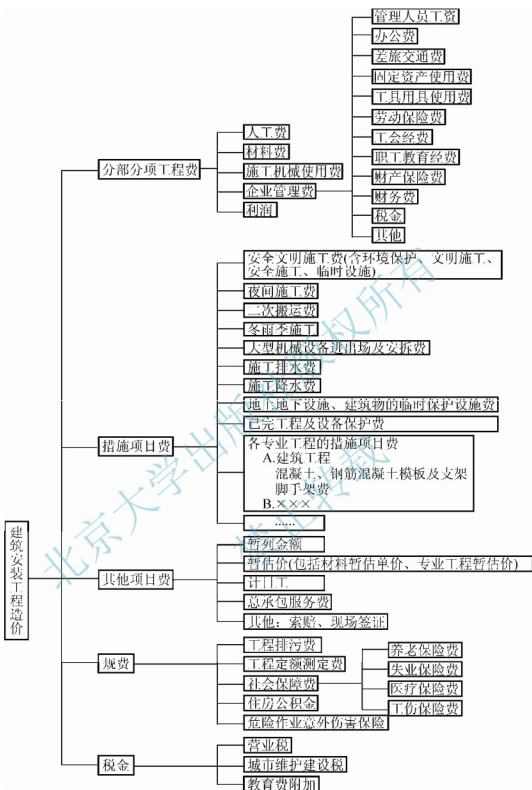 建筑安装工程造价
分部分项工程费
人工费
材料费
施工机械使用费
企业管理费
利润
管理人员工资
办公费
差旅交通费
固定资产使用费
工具用具使用费
劳动保险费
工会经费
职工教育经费
财产保险费
财务费
税金
其他
措施项目费
安全文明施工费(含环境保护、文明施工、
安全施工、临时设施)
夜间施工费
二次搬运费
冬雨季施工
大型机械设备进出场及安拆费
施工排水费
施工降水费
地上地下设施、建筑物的临时保护设施费
已完工程及设备保护费
各专业工程的措施项目费
A.建筑工程
混凝土、钢筋混凝土模板及支架
脚手架费
B.×××
……
其他项目费
暂列金额
暂估价(包括材料暂估单价、专业工程暂估价)
计日工
总承包服务费
其他：索赔、现场签证
规费
工程排污费
工程定额测定费
社会保障费
住房公积金
危险作业意外伤害保险
养老保险费
失业保险费
医疗保险费
工伤保险费
税金
营业税
城市维护建设税
教育费附加
北京大学出版社版权所有
禁止转载